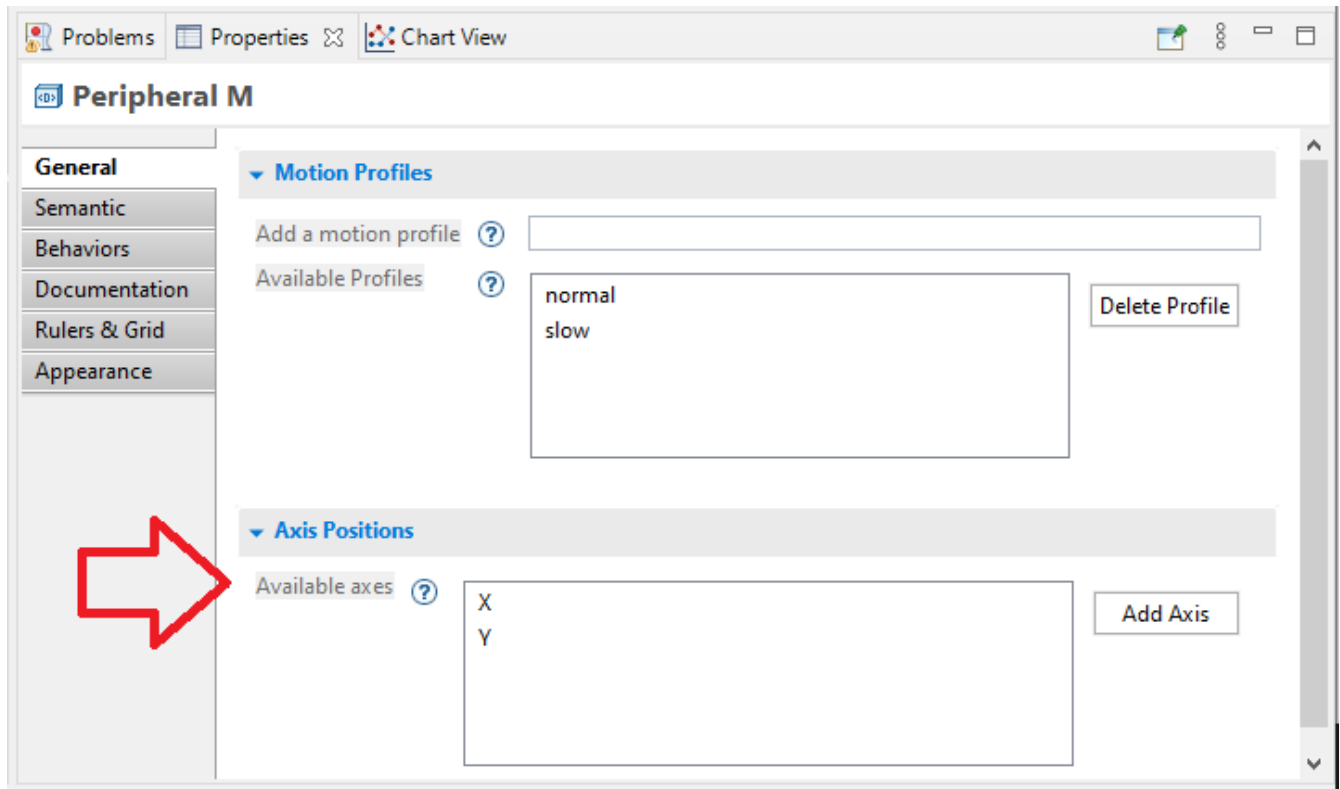 Problems Properties Chart View
Peripheral M
General
Semantic
Behaviors
Documentation
Rulers & Grid
Appearance
Motion Profiles
Add a motion profile ?
Available Profiles ?
normal
slow
Delete Profile
Axis Positions
Available axes ?
X
Y
Add Axis